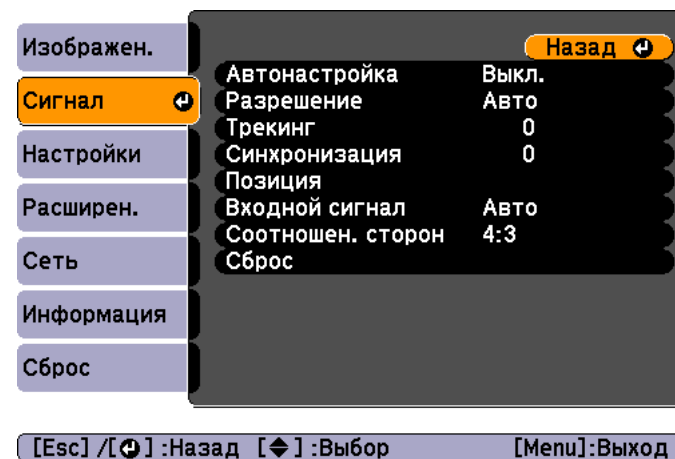 Изображен.
Сигнал
Настройки
Расширен.
Сеть
Информация
Сброс
Назад
Автонастройка Выкл.
Разрешение Авто
Трекинг 0
Синхронизация 0
Позиция
Входной сигнал Авто
Соотношен. сторон 4:3
Сброс
[Esc] /[ ] :Назад [ ] :Выбор [Menu]:Выход